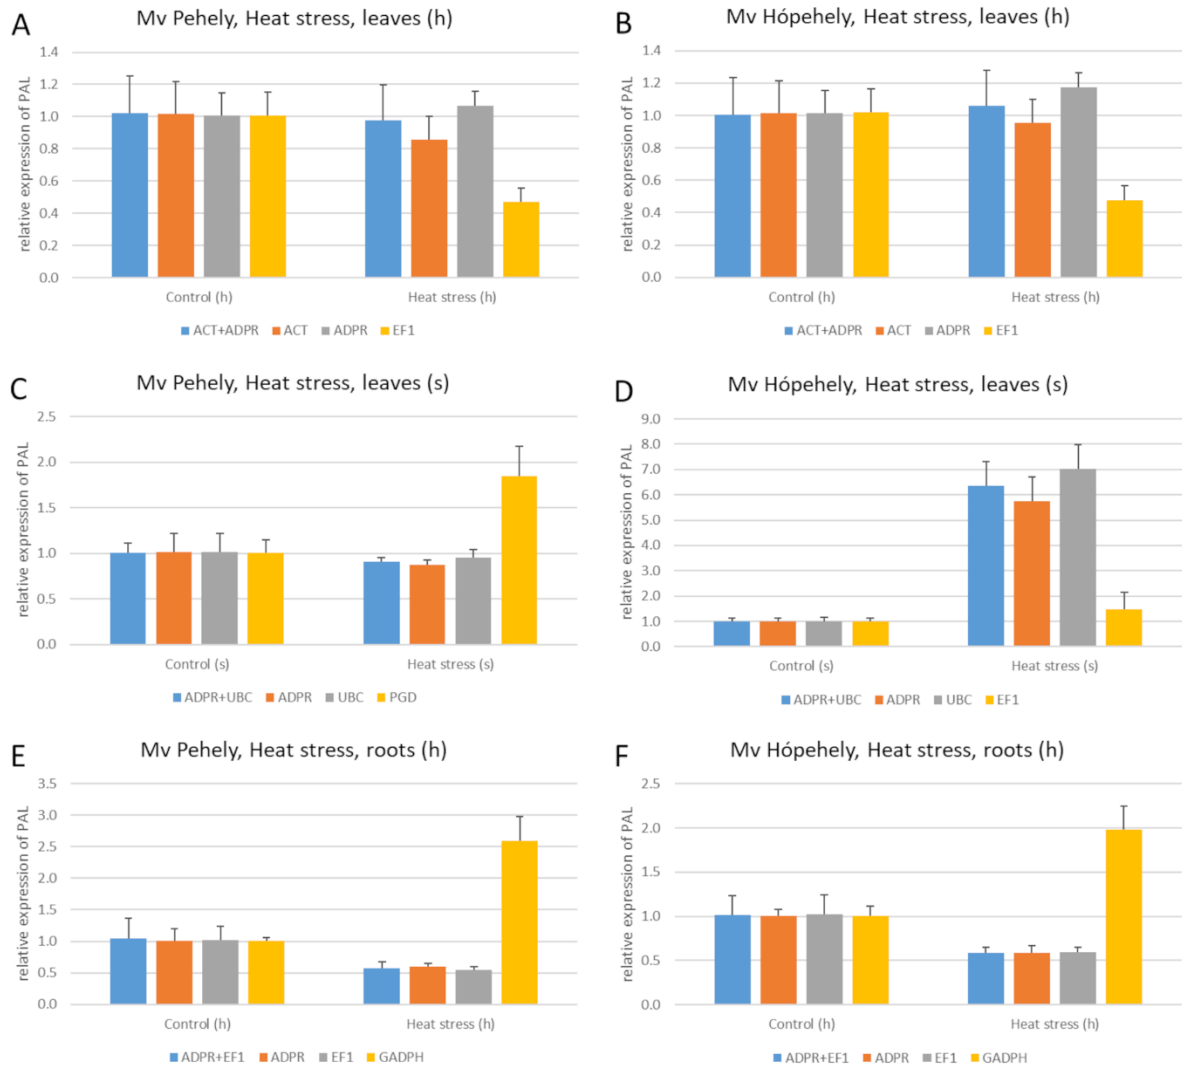 A
Mv Pehely, Heat stress, leaves (h)
relative expression of PAL
1.4
1.2
1.0
0.8
0.6
0.4
0.2
0.0
Control (h)
Heat stress (h)
ACT+ADPR ACT ADPR EF1
B
Mv Hópehely, Heat stress, leaves (h)
relative expression of PAL
1.4
1.2
1.0
0.8
0.6
0.4
0.2
0.0
Control (h)
Heat stress (h)
ACT+ADPR ACT ADPR EF1
C
Mv Pehely, Heat stress, leaves (s)
relative expression of PAL
2.5
2.0
1.5
1.0
0.5
0.0
Control (s)
Heat stress (s)
ADPR+UBC ADPR UBC PGD
D
Mv Hópehely, Heat stress, leaves (s)
relative expression of PAL
9.0
8.0
7.0
6.0
5.0
4.0
3.0
2.0
1.0
0.0
Control (s)
Heat stress (s)
ADPR+UBC ADPR UBC EF1
E
Mv Pehely, Heat stress, roots (h)
relative expression of PAL
3.5
3.0
2.5
2.0
1.5
1.0
0.5
0.0
Control (h)
Heat stress (h)
ADPR+EF1 ADPR EF1 GADPH
F
Mv Hópehely, Heat stress, roots (h)
relative expression of PAL
2.5
2.0
1.5
1.0
0.5
0.0
Control (h)
Heat stress (h)
ADPR+EF1 ADPR EF1 GADPH